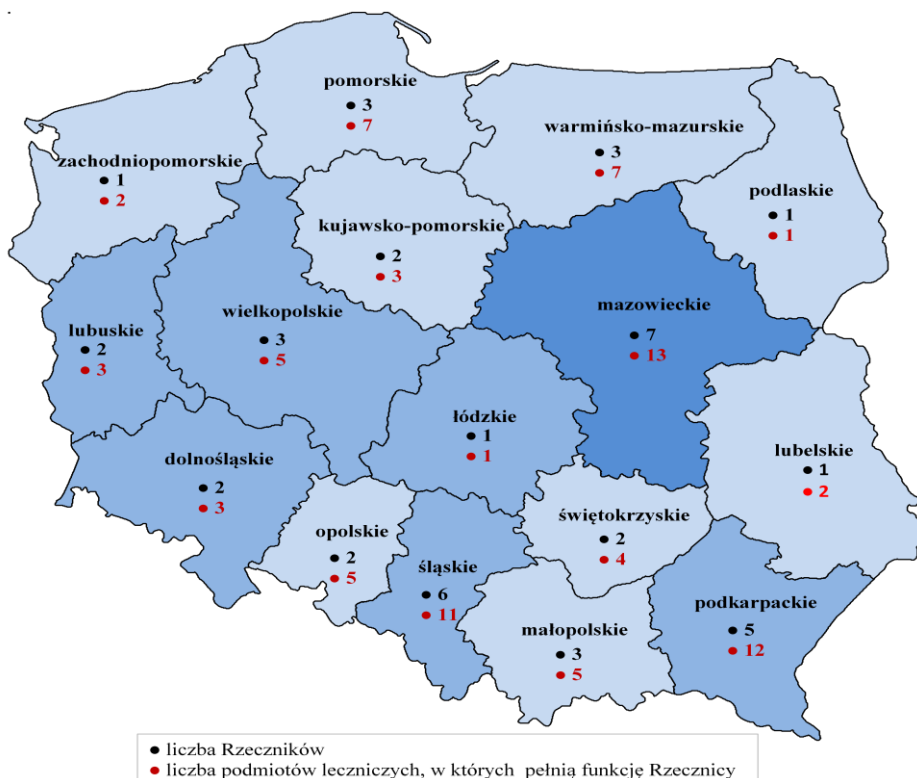 pomorskie
3
7
warmińsko-mazurskie
3
7
zachodniopomorskie
1
2
podlaskie
1
1
kujawsko-pomorskie
2
3
mazowieckie
7
13
wielkopolskie
3
5
lubuskie
2
3
łódzkie
1
1
dolnośląskie
2
3
lubelskie
1
2
świętokrzyskie
2
4
opolskie
2
5
śląskie
6
11
podkarpackie
5
12
małopolskie
3
5
liczba Rzeczników
liczba podmiotów leczniczych, w których pełnią funkcję Rzecznicy